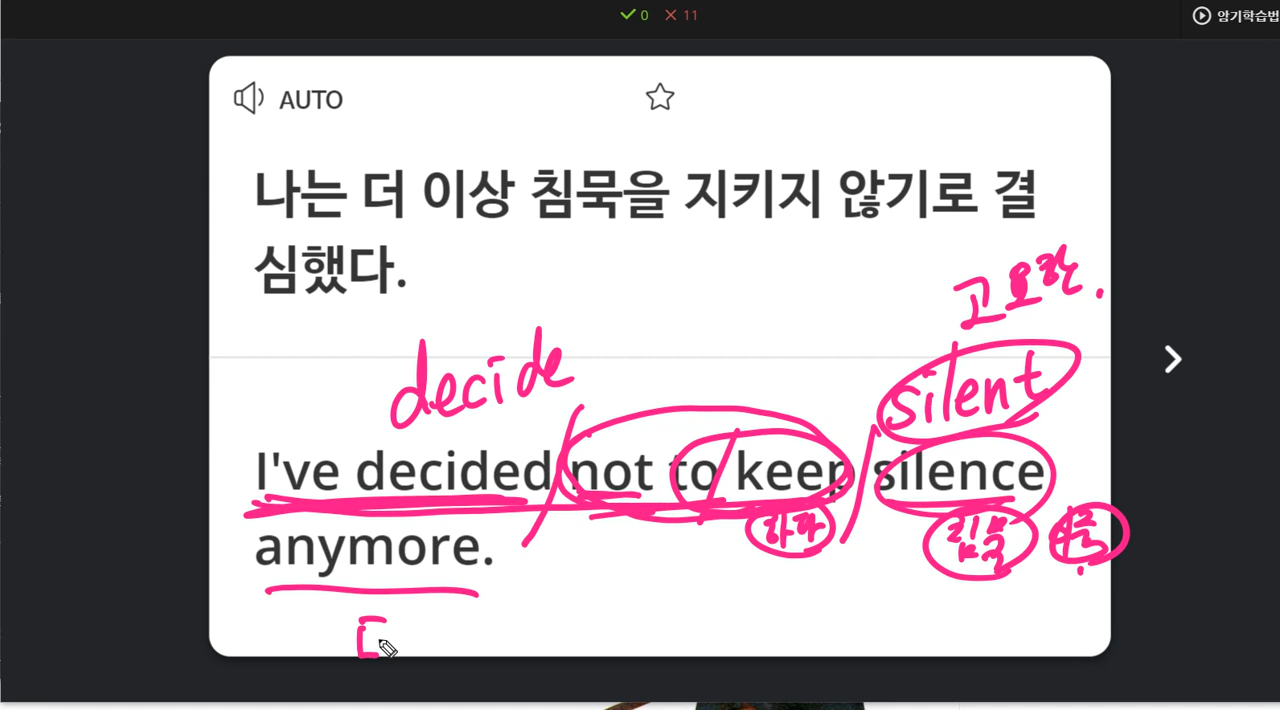 0 11
암기학습법
AUTO
나는 더 이상 침묵을 지키지 않기로 결
심했다.
고요한.
decide
silent
I've decided not to keep silence
하다
침묵
anymore.